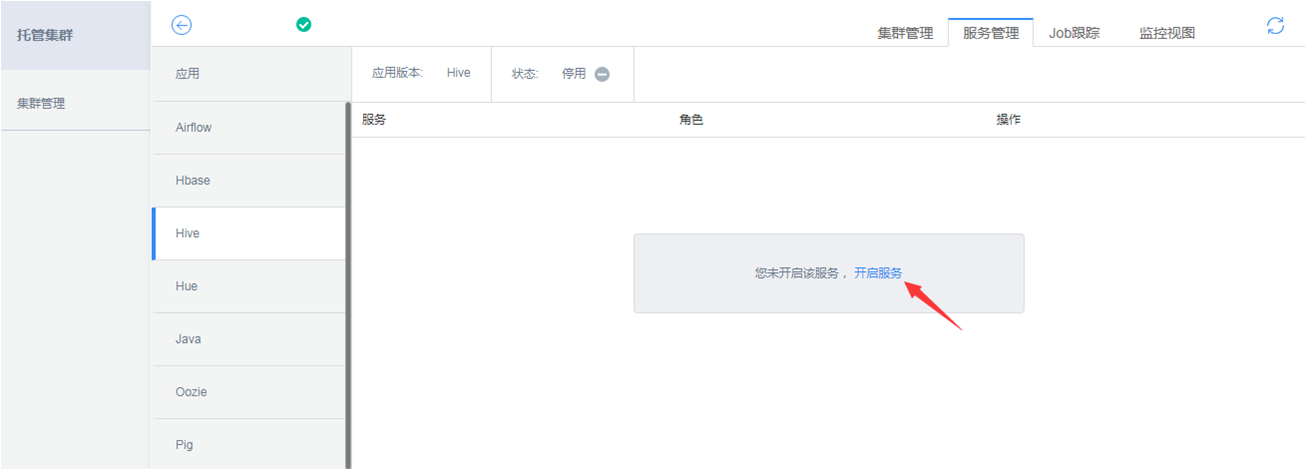 托管集群
集群管理
集群管理 服务管理 Job跟踪 监控视图
应用
Airflow
Hbase
Hive
Hue
Java
Oozie
Pig
应用版本: Hive 状态: 停用
服务 角色 操作
您未开启该服务，开启服务